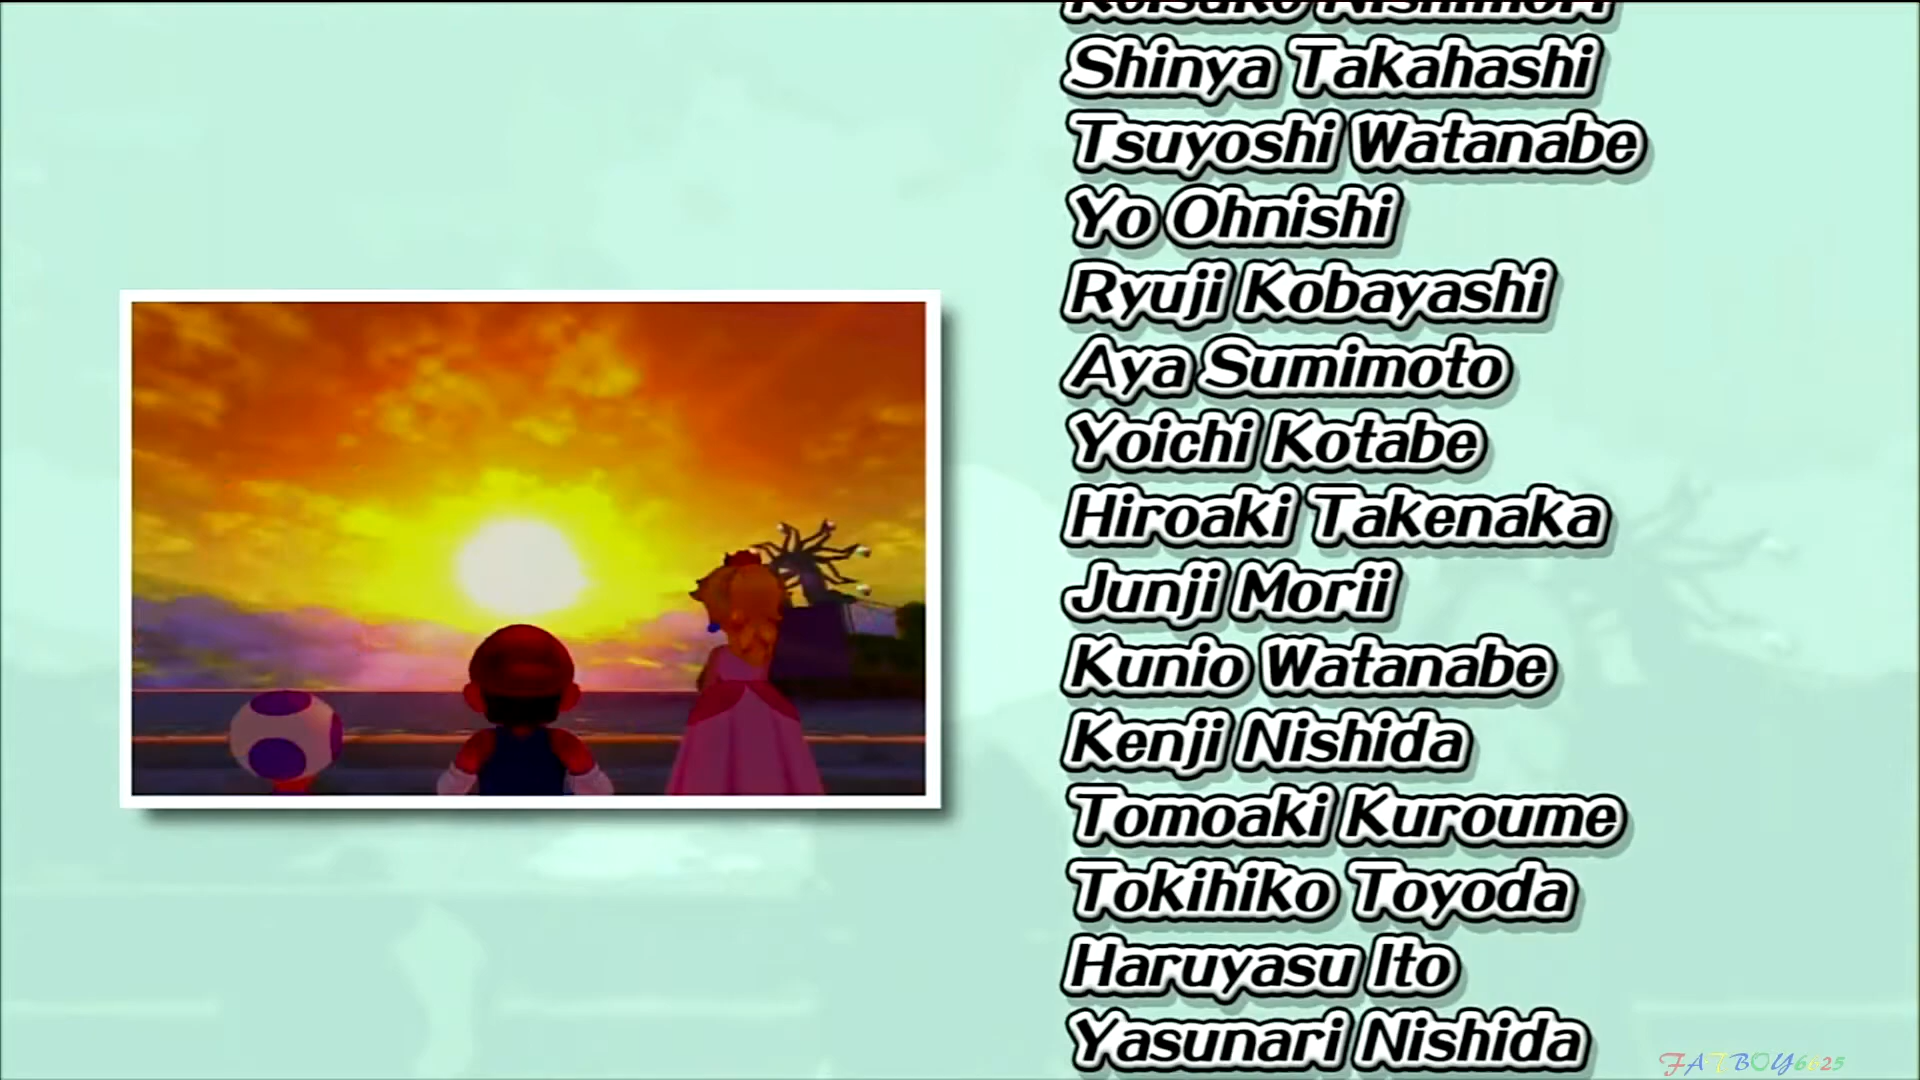 Shinya Takahashi
Tsuyoshi Watanabe
Yo Ohnishi
Ryuji Kobayashi
Aya Sumimoto
Yoichi Kotabe
Hiroaki Takenaka
Junji Morii
Kunio Watanabe
Kenji Nishida
Tomoaki Kuroume
Tokihiko Toyoda
Haruyasu Ito
Yasunari Nishida
FATBOY6625